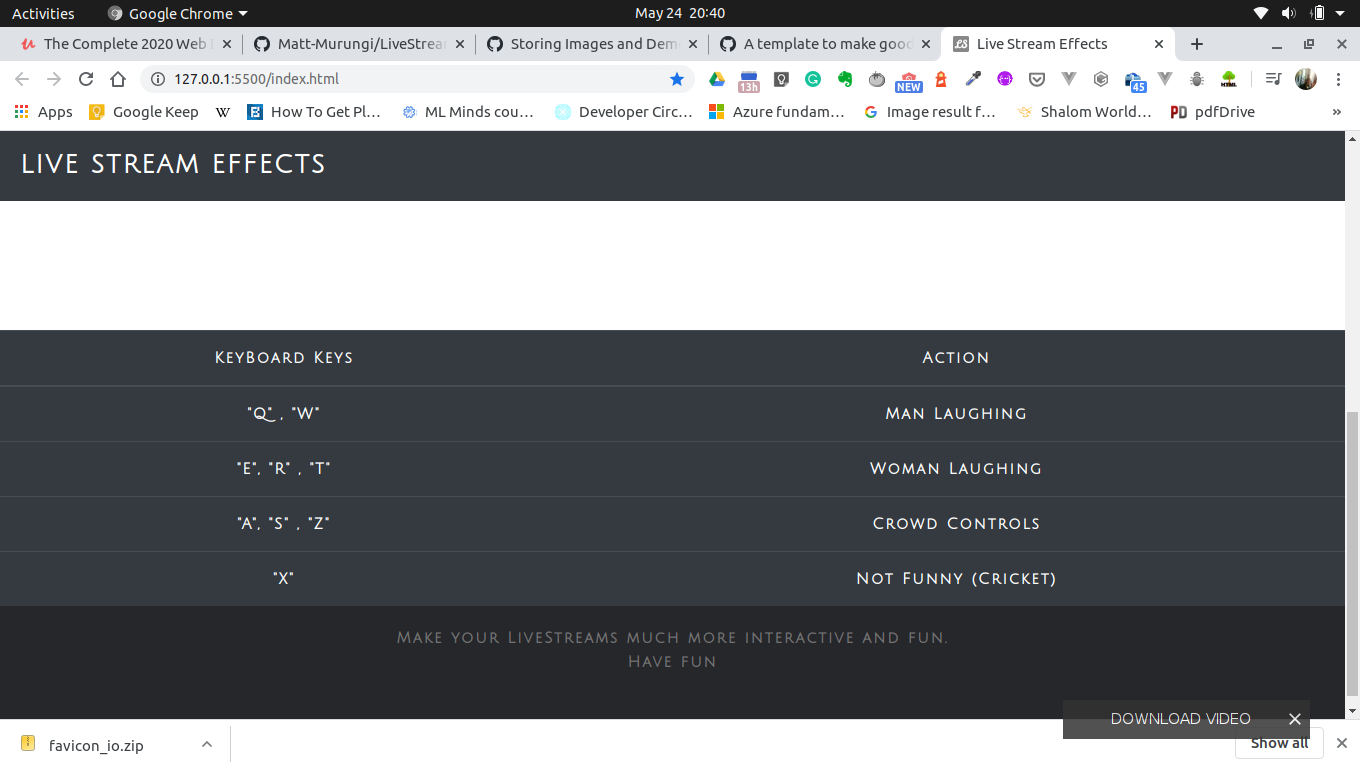 Activities Google Chrome May 24 20:40
The Complete 2020 Web Matt-Murungi/LiveStrea Storing Images and Dem A template to make good Live Stream Effects
127.0.0.1:5500/index.html 13h NEW 45 HTML
Apps Google Keep W How To Get Pl… ML Minds cou… Developer Circ… Azure fundam… Image result f… Shalom World… PD pdfDrive »
Live Stream Effects
KeyBoard Keys Action
"Q" , "W" Man Laughing
"E", "R" , "T" Woman Laughing
"A", "S" , "Z" Crowd Controls
"X" Not Funny (Cricket)
Make your LiveStreams much more interactive and fun.
Have fun
DOWNLOAD VIDEO
favicon_io.zip Show all